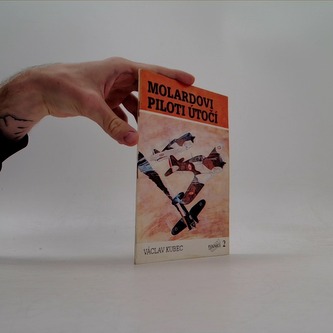 MOLARDOVI
PILOTI ÚTOČÍ
VÁCLAV KUBEC
2